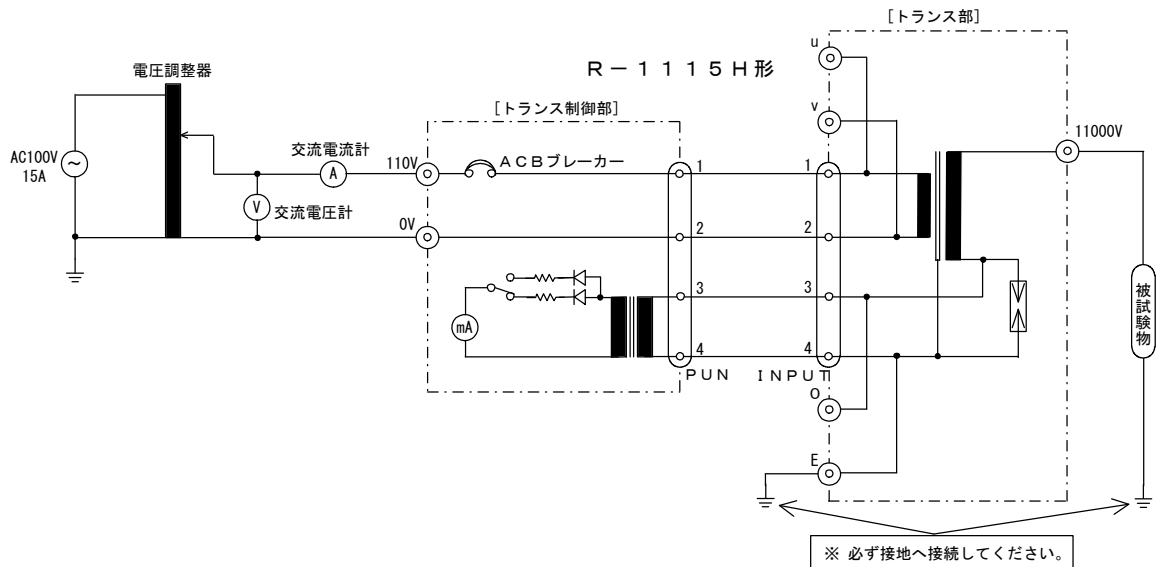 [トランス部]
u
電圧調整器
R－1115H形
[トランス制御部]
v
11000V
AC100V
15A
交流電流計
A
110V
ACBブレーカー
1
1
V
交流電圧計
0V
2
2
3
3
mA
4
4
PUN
INPUT
O
E
被試験物
※ 必ず接地へ接続してください。